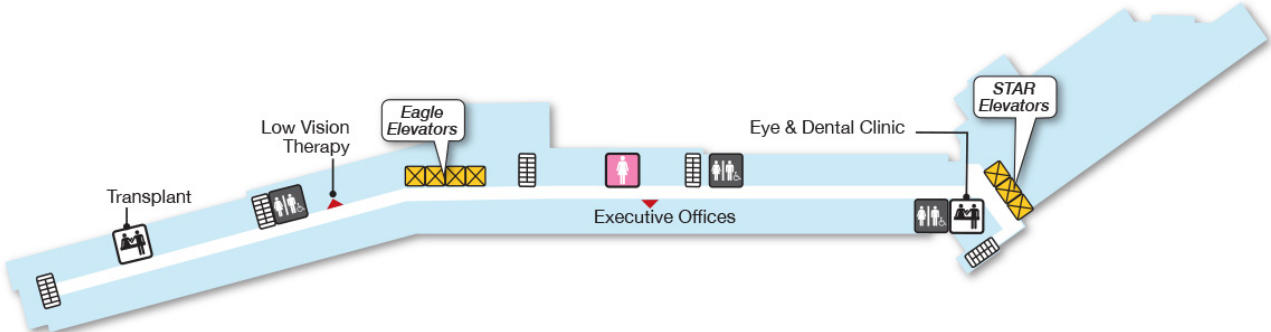 STAR
Elevators
Eagle
Elevators
Low Vision
Therapy
Eye & Dental Clinic
Transplant
Executive Offices